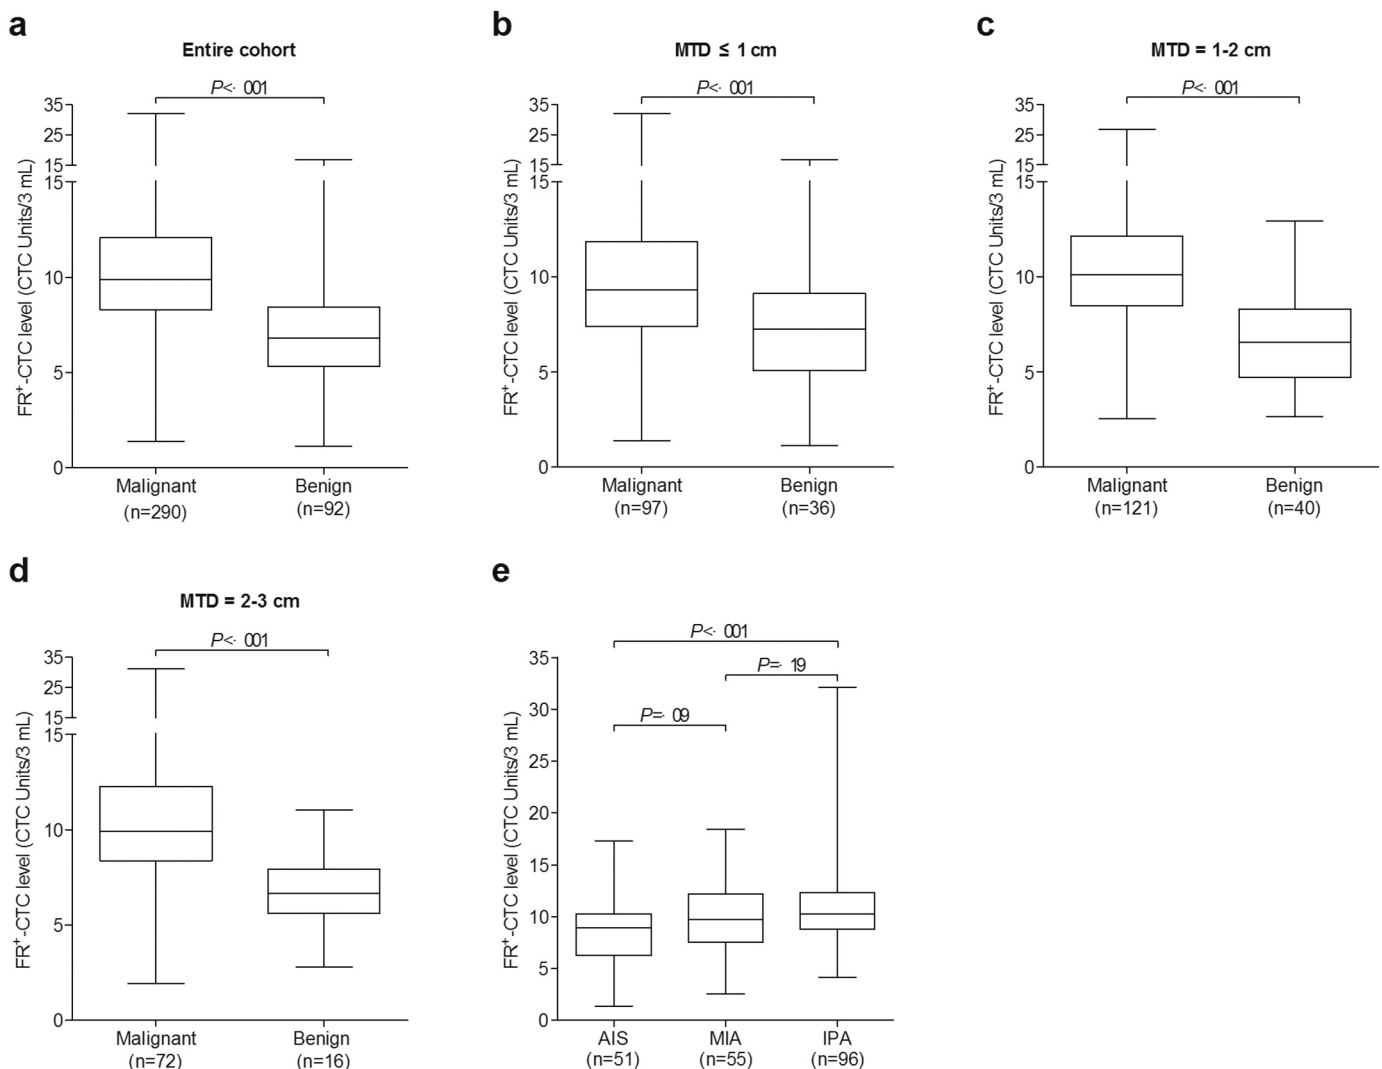 a
Entire cohort
P<· 001
35
25
15
15
10
5
0
FR+-CTC level (CTC Units/3 mL)
Malignant
(n=290)
Benign
(n=92)
b
MTD ≤ 1 cm
P<· 001
35
25
15
15
10
5
0
FR+-CTC level (CTC Units/3 mL)
Malignant
(n=97)
Benign
(n=36)
c
MTD = 1-2 cm
P<· 001
35
25
15
15
10
5
0
FR+-CTC level (CTC Units/3 mL)
Malignant
(n=121)
Benign
(n=40)
d
MTD = 2-3 cm
P<· 001
35
25
15
15
10
5
0
FR+-CTC level (CTC Units/3 mL)
Malignant
(n=72)
Benign
(n=16)
e
P<· 001
P=· 19
P=· 09
35
30
25
20
15
10
5
0
FR+-CTC level (CTC Units/3 mL)
AIS
(n=51)
MIA
(n=55)
IPA
(n=96)